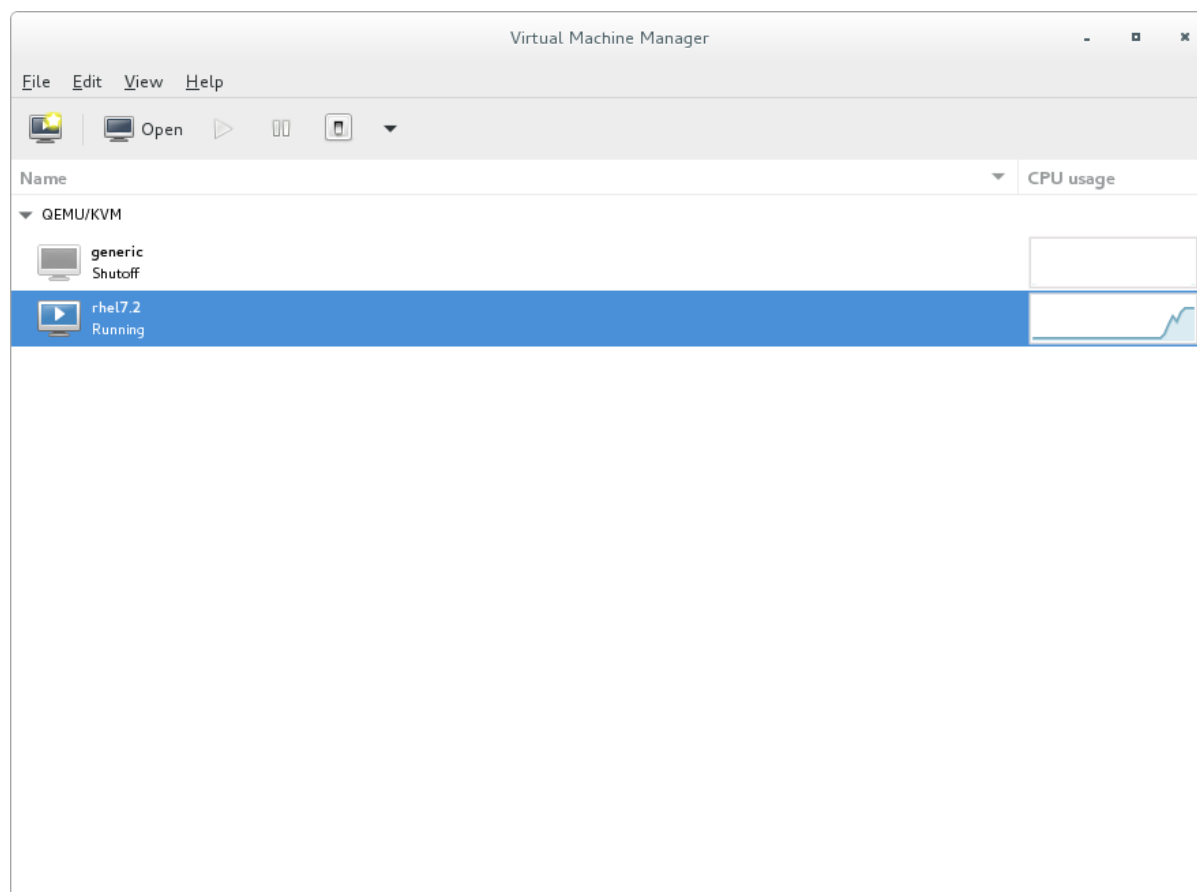 Virtual Machine Manager
File Edit View Help
Open
Name CPU usage
QEMU/KVM
generic
Shutoff
rhel7.2
Running